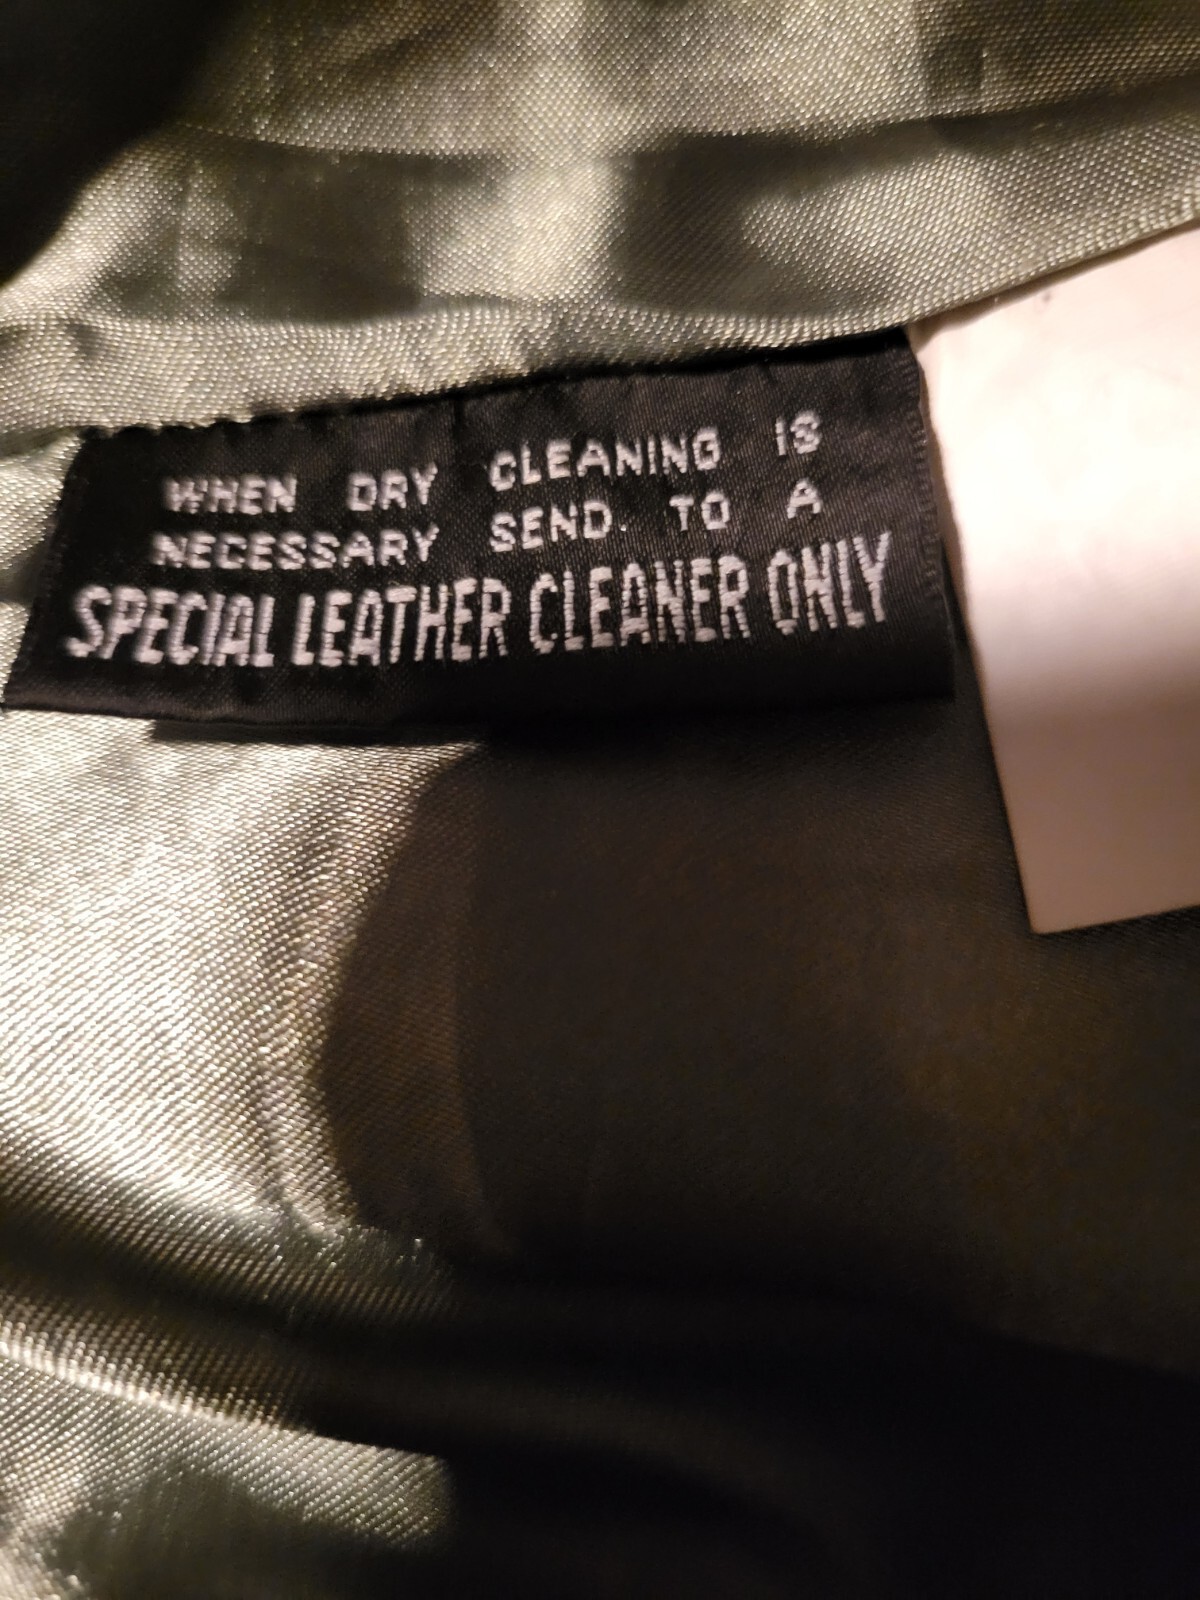 WHEN DRY CLEANING IS
NECESSARY SEND TO A
SPECIAL LEATHER CLEANER ONLY